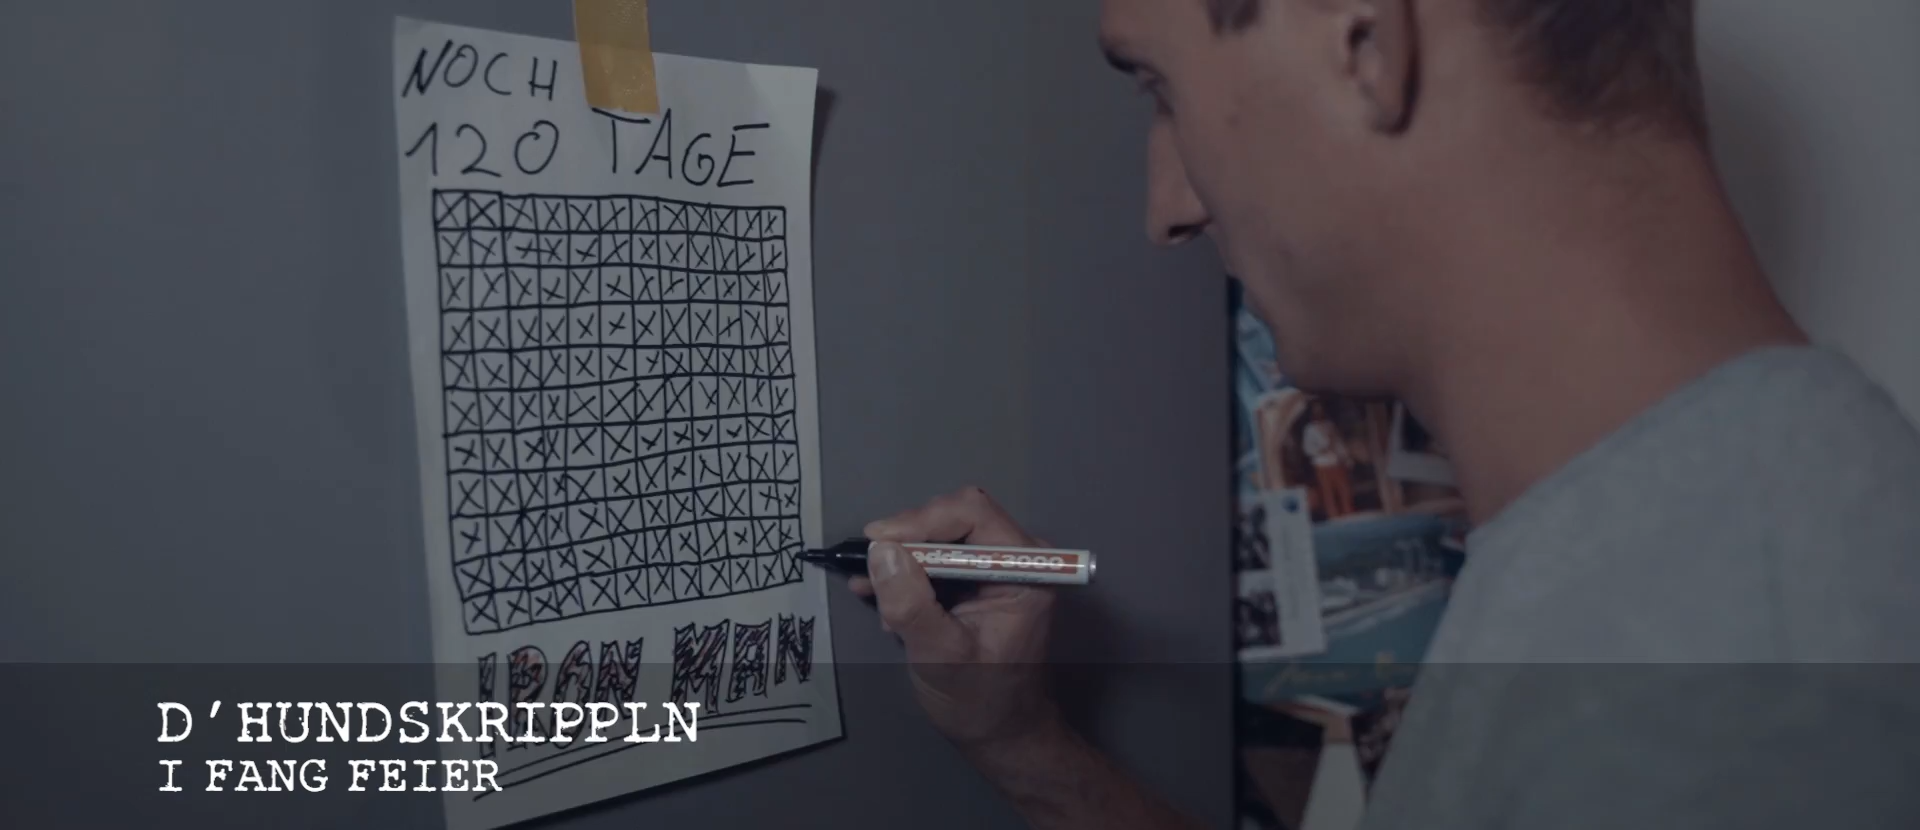 NOCH
120 TAGE
edding 3000
IRON MAN
D'HUNDSKRIPPLN
I FANG FEIER